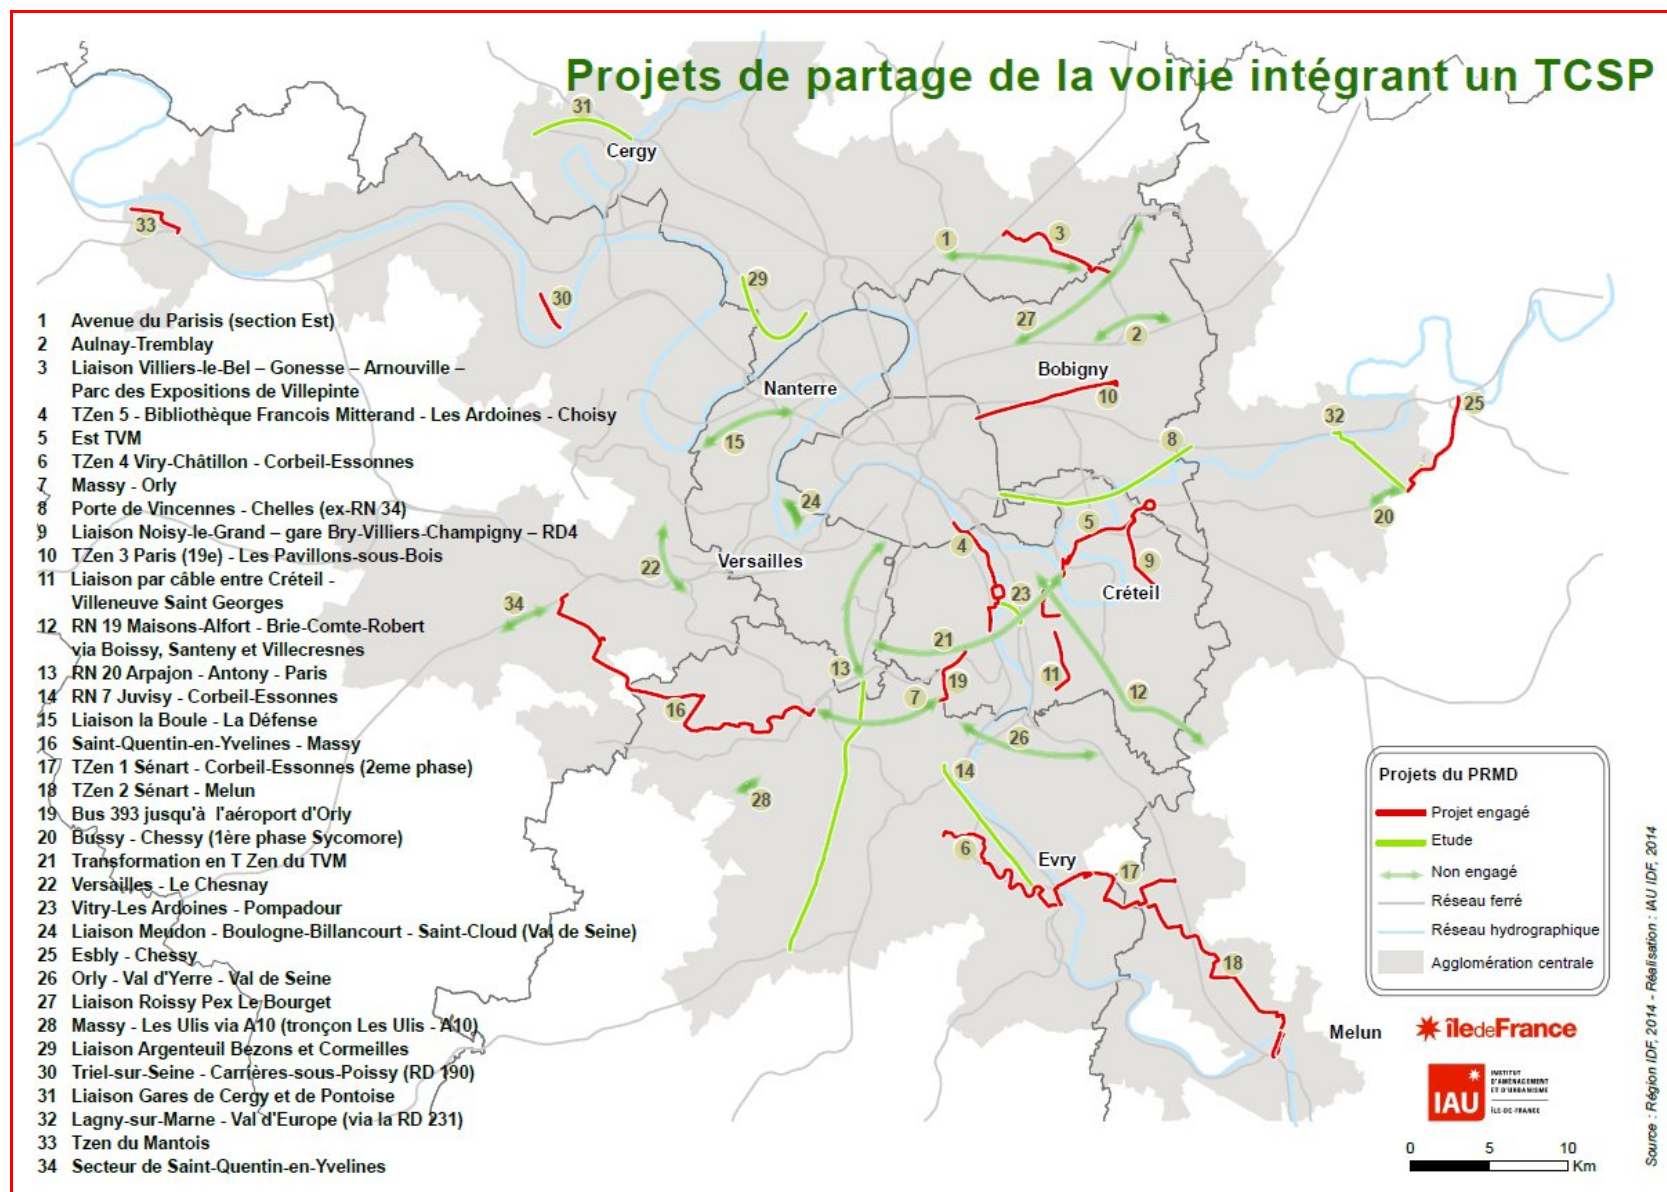 Projets de partage de la voirie intégrant un TCSP
31
Cergy
33
1
3
30
29
27
2
Bobigny
Nanterre
10
32
25
15
8
24
5
20
4
Versailles
22
9
23
Créteil
34
21
13
19
11
7
12
16
26
14
28
6
Evry
17
18
Melun
1 Avenue du Parisis (section Est)
2 Aulnay-Tremblay
3 Liaison Villiers-le-Bel – Gonesse – Arnouville –
Parc des Expositions de Villepinte
4 TZen 5 - Bibliothèque Francois Mitterand - Les Ardoines - Choisy
5 Est TVM
6 TZen 4 Viry-Châtillon - Corbeil-Essonnes
7 Massy - Orly
8 Porte de Vincennes - Chelles (ex-RN 34)
9 Liaison Noisy-le-Grand – gare Bry-Villiers-Champigny – RD4
10 TZen 3 Paris (19e) - Les Pavillons-sous-Bois
11 Liaison par câble entre Créteil -
Villeneuve Saint Georges
12 RN 19 Maisons-Alfort - Brie-Comte-Robert
via Boissy, Santeny et Villecresnes
13 RN 20 Arpajon - Antony - Paris
14 RN 7 Juvisy - Corbeil-Essonnes
15 Liaison la Boule - La Défense
16 Saint-Quentin-en-Yvelines - Massy
17 TZen 1 Sénart - Corbeil-Essonnes (2eme phase)
18 TZen 2 Sénart - Melun
19 Bus 393 jusqu'à l'aéroport d'Orly
20 Bussy - Chessy (1ère phase Sycomore)
21 Transformation en T Zen du TVM
22 Versailles - Le Chesnay
23 Vitry-Les Ardoines - Pompadour
24 Liaison Meudon - Boulogne-Billancourt - Saint-Cloud (Val de Seine)
25 Esbly - Chessy
26 Orly - Val d'Yerre - Val de Seine
27 Liaison Roissy Pex Le Bourget
28 Massy - Les Ulis via A10 (tronçon Les Ulis - A10)
29 Liaison Argenteuil Bezons et Cormeilles
30 Triel-sur-Seine - Carrières-sous-Poissy (RD 190)
31 Liaison Gares de Cergy et de Pontoise
32 Lagny-sur-Marne - Val d'Europe (via la RD 231)
33 Tzen du Mantois
34 Secteur de Saint-Quentin-en-Yvelines
Projets du PRMD
Projet engagé
Etude
Non engagé
Réseau ferré
Réseau hydrographique
Agglomération centrale
île de France
IAU
INSTITUT
D'AMÉNAGEMENT
ET D'URBANISME
ÎLE-DE-FRANCE
0 5 10
Km
Source : Région IDF, 2014 - Réalisation : IAU IDF, 2014